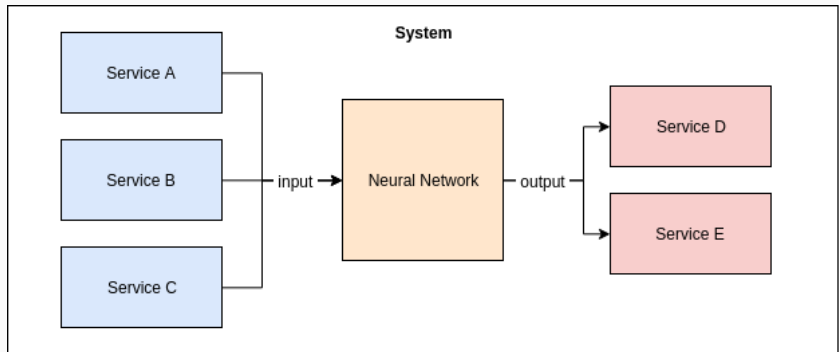 System
Service A
Service B
Service C
input
Neural Network
output
Service D
Service E